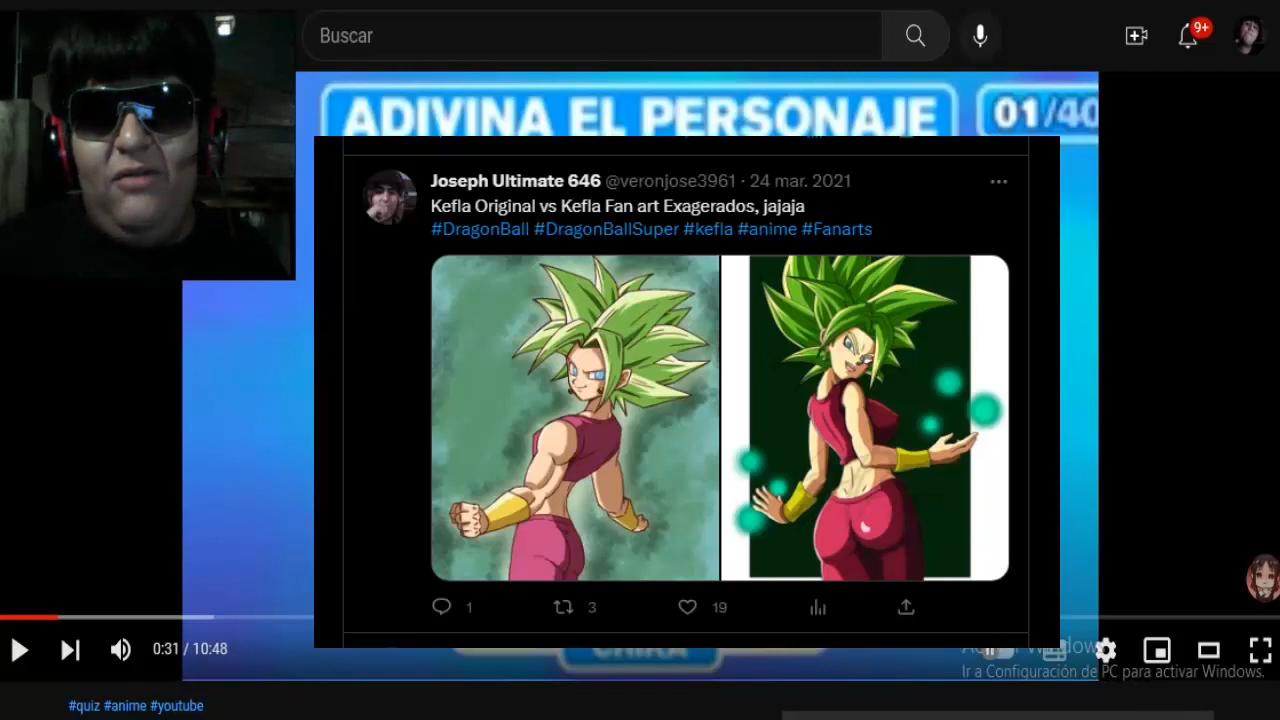 Buscar
9+
ADIVINA EL PERSONAJE
01/40
Joseph Ultimate 646 @veronjose3961 · 24 mar. 2021
Kefla Original vs Kefla Fan art Exagerados, jajaja
#DragonBall #DragonBallSuper #kefla #anime #Fanarts
1
3
19
0:31 / 10:48
Ir a Configuración de PC para activar Windows.
#quiz #anime #youtube